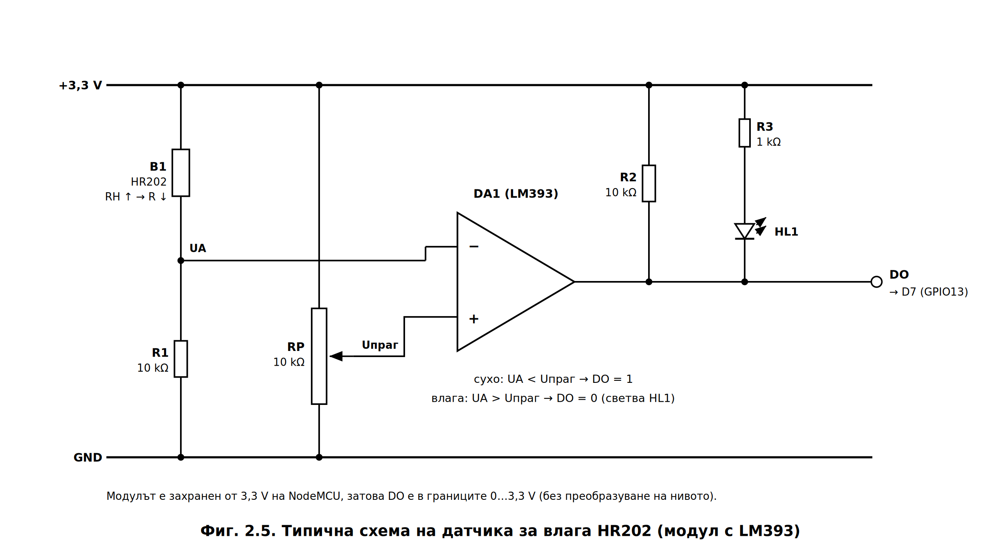 +3,3 V
R3
1 kΩ
B1
HR202
RH ↑ → R ↓
R2
10 kΩ
DA1 (LM393)
HL1
UA
−
DO
→ D7 (GPIO13)
+
Uпраг
RP
10 kΩ
R1
10 kΩ
сухо: UA < Uпраг → DO = 1
влага: UA > Uпраг → DO = 0 (светва HL1)
GND
Модулът е захранен от 3,3 V на NodeMCU, затова DO е в границите 0…3,3 V (без преобразуване на нивото).
Фиг. 2.5. Типична схема на датчика за влага HR202 (модул с LM393)